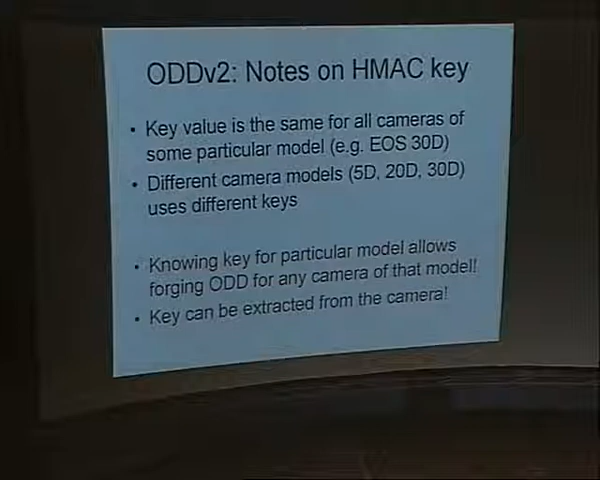 ODDv2: Notes on HMAC key
• Key value is the same for all cameras of
some particular model (e.g. EOS 30D)
• Different camera models (5D, 20D, 30D)
uses different keys
• Knowing key for particular model allows
forging ODD for any camera of that model!
• Key can be extracted from the camera!